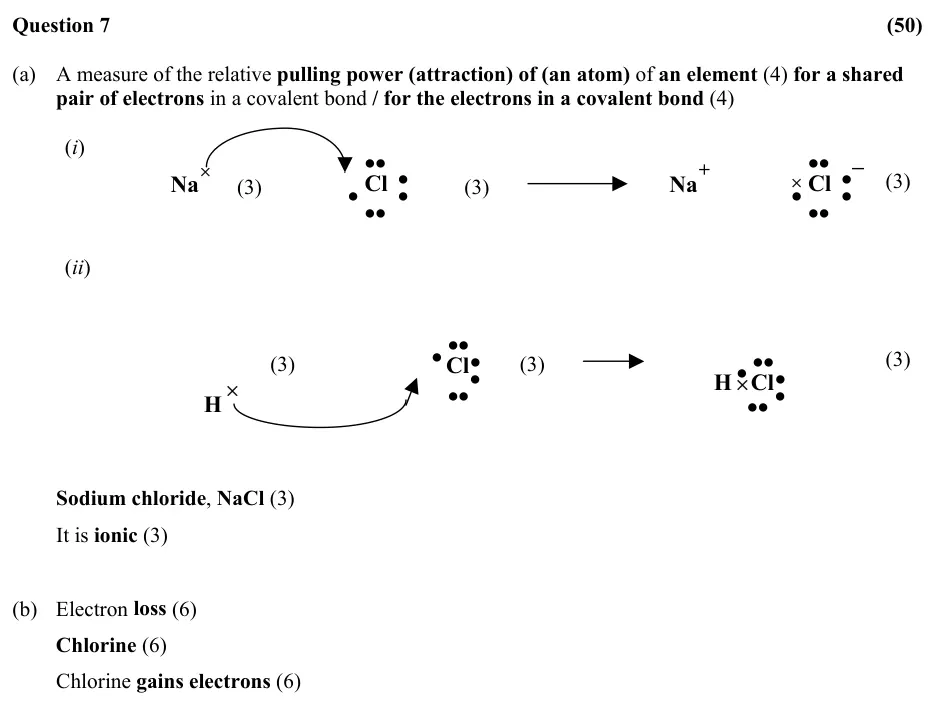 Question 7 (50)
(a) A measure of the relative pulling power (attraction) of (an atom) of an element (4) for a shared
pair of electrons in a covalent bond / for the electrons in a covalent bond (4)
(i)
Na × (3) Cl (3) Na + × Cl – (3)
(ii)
H × (3) Cl (3) H × Cl (3)
Sodium chloride, NaCl (3)
It is ionic (3)
(b) Electron loss (6)
Chlorine (6)
Chlorine gains electrons (6)